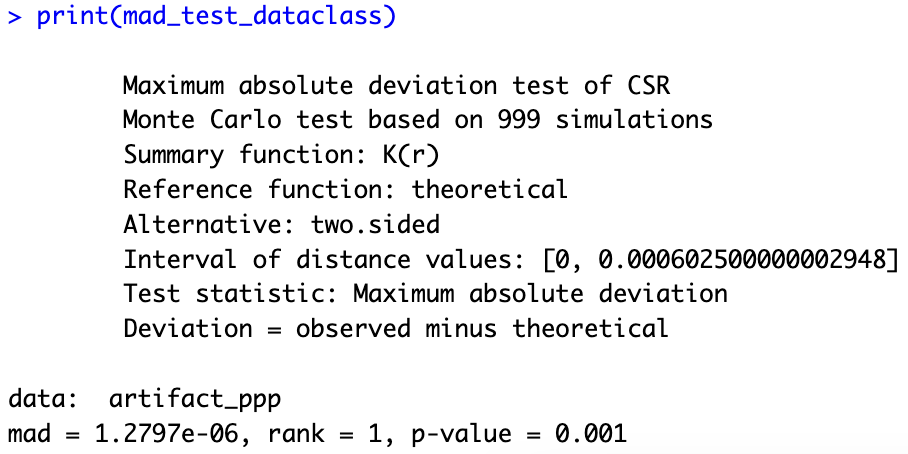 > print(mad_test_dataclass)
Maximum absolute deviation test of CSR
Monte Carlo test based on 999 simulations
Summary function: K(r)
Reference function: theoretical
Alternative: two.sided
Interval of distance values: [0, 0.000602500000002948]
Test statistic: Maximum absolute deviation
Deviation = observed minus theoretical
data:  artifact_ppp
mad = 1.2797e-06, rank = 1, p-value = 0.001